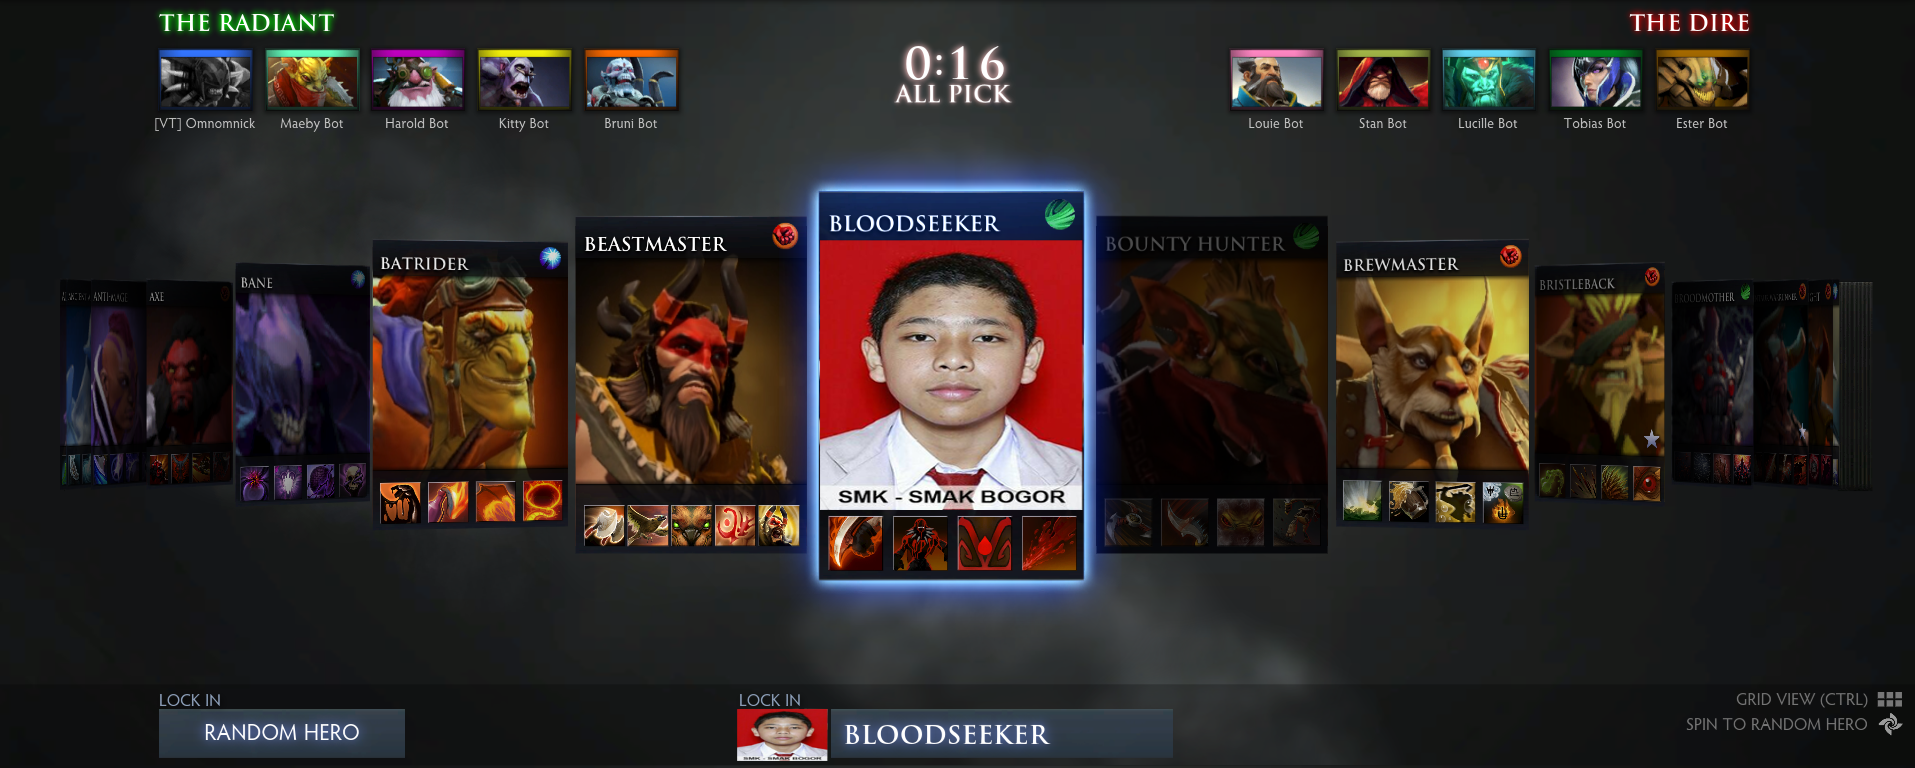 THE RADIANT
THE DIRE
0:16
ALL PICK
[VT] Omnomnick
Maeby Bot
Harold Bot
Kitty Bot
Bruni Bot
Louie Bot
Stan Bot
Lucille Bot
Tobias Bot
Ester Bot
ANTI-MAGE
AXE
BANE
BATRIDER
BEASTMASTER
BLOODSEEKER
BOUNTY HUNTER
BREWMASTER
BRISTLEBACK
BROODMOTHER
SMK - SMAK BOGOR
LOCK IN
RANDOM HERO
LOCK IN
SMK - SMAK BOGOR
BLOODSEEKER
GRID VIEW (CTRL)
SPIN TO RANDOM HERO